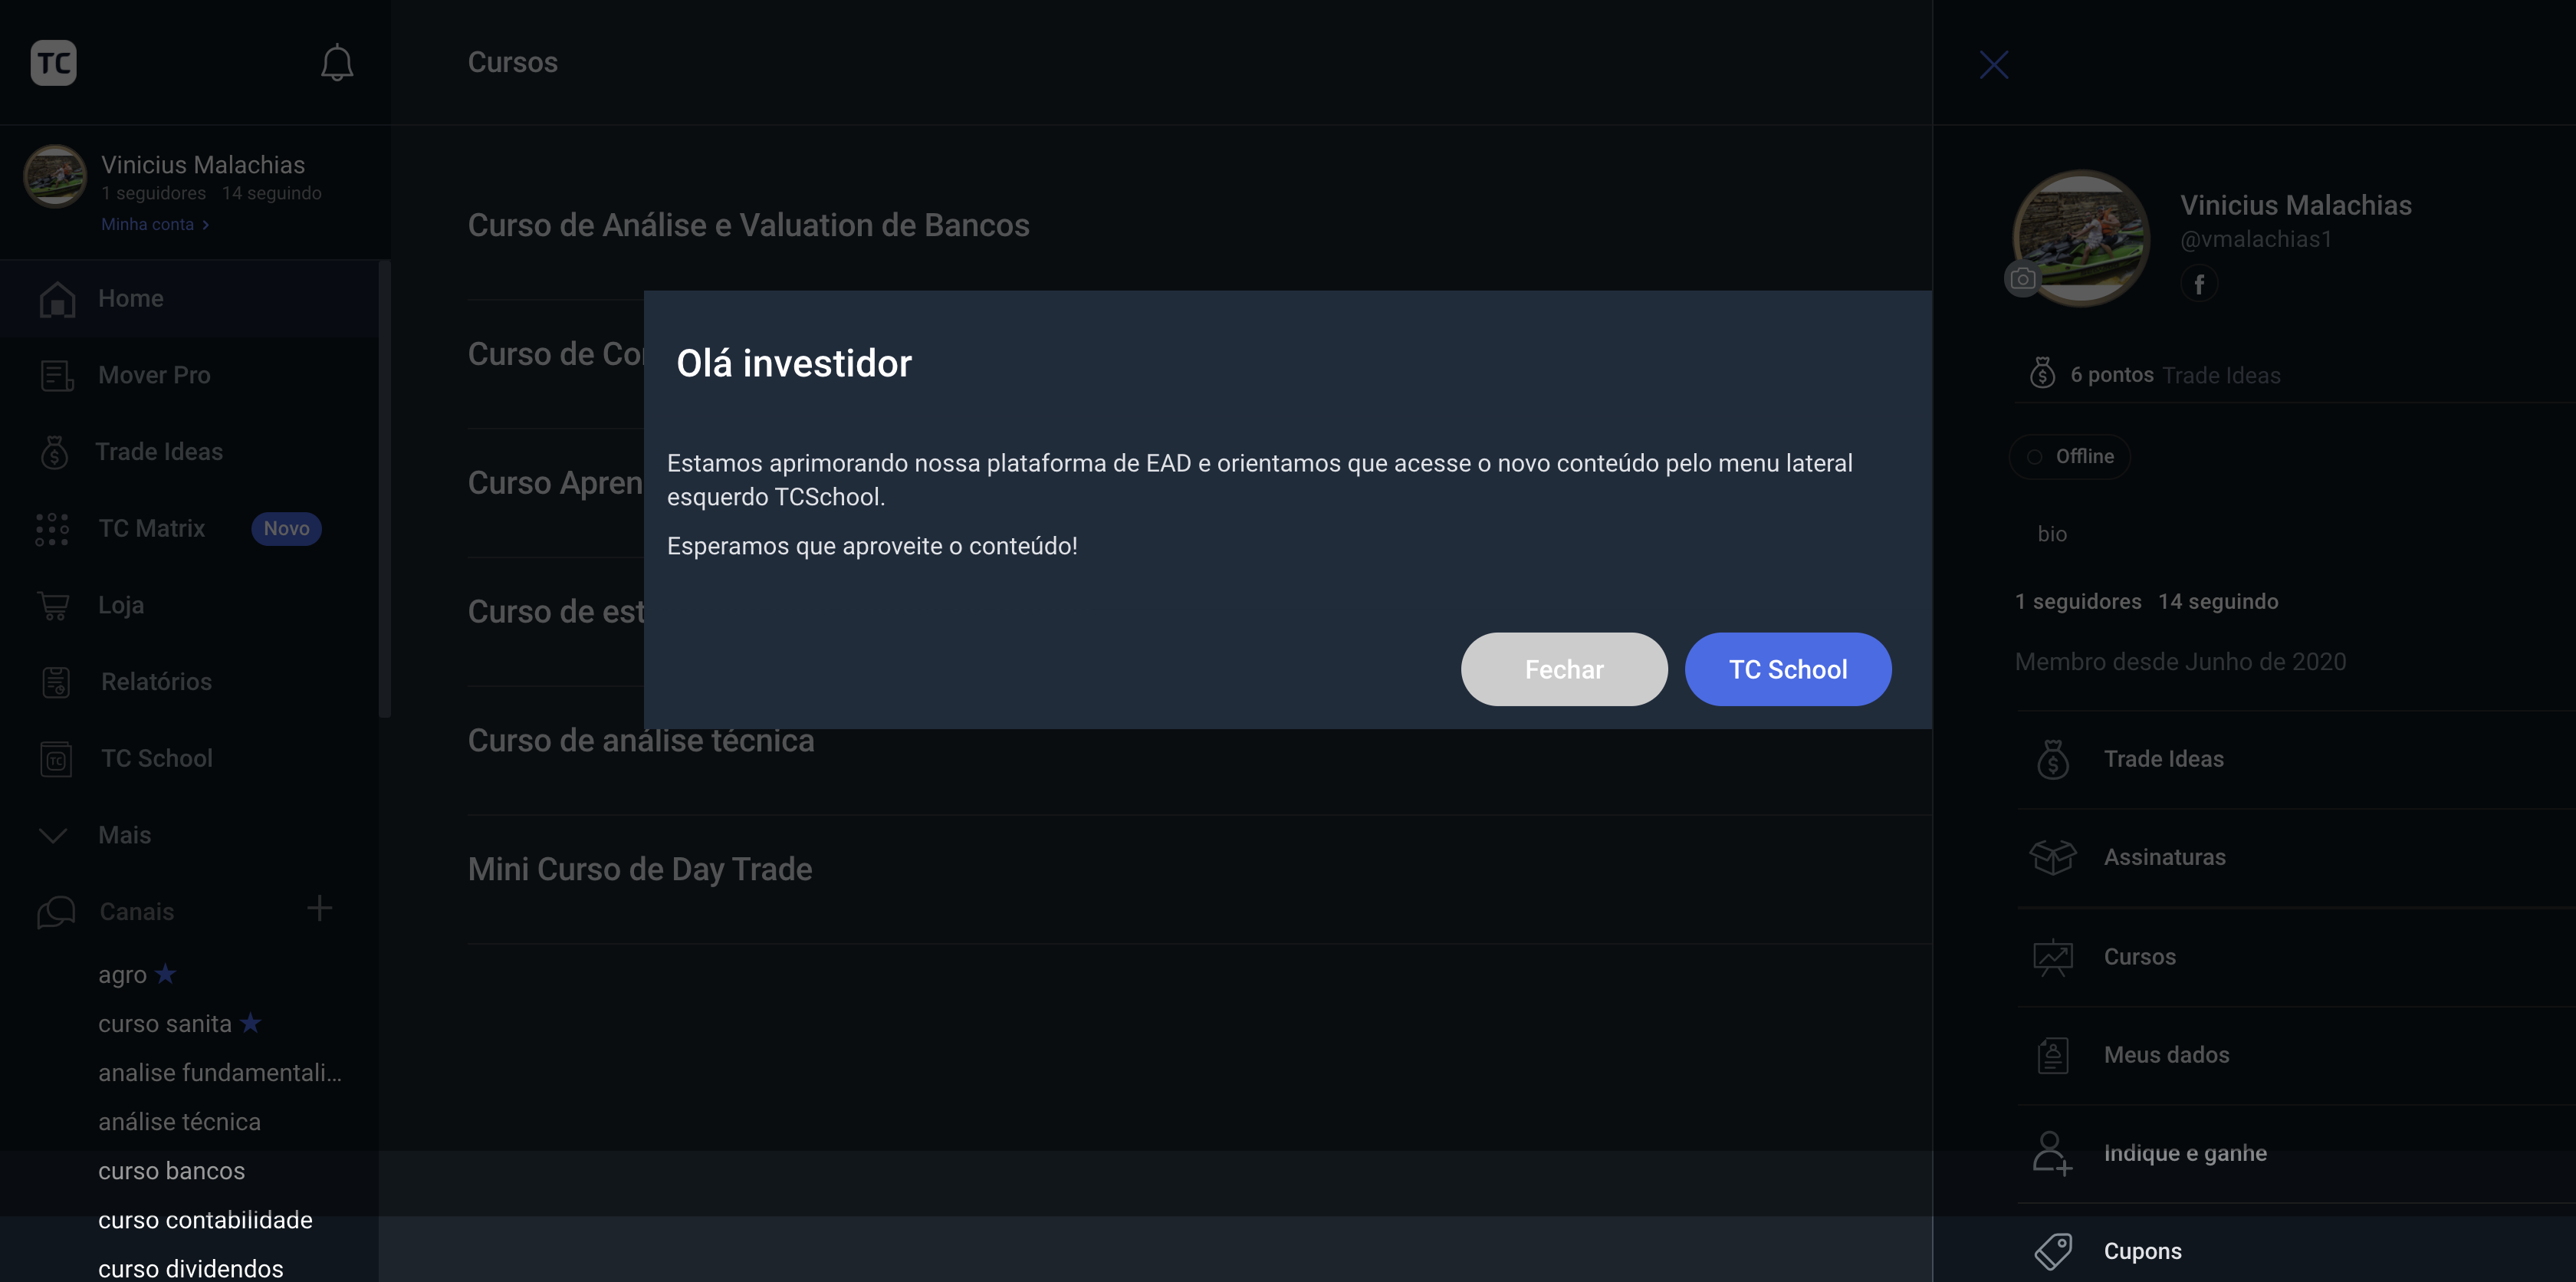 TC
Vinicius Malachias
1 seguidores 14 seguindo
Minha conta >
Home
Mover Pro
Trade Ideas
TC Matrix Novo
Loja
Relatórios
TC School
Mais
Canais +
agro ★
curso sanita ★
analise fundamentali...
análise técnica
curso bancos
curso contabilidade
curso dividendos
Cursos
Curso de Análise e Valuation de Bancos
Curso de Co
Curso Apren
Curso de est
Curso de análise técnica
Mini Curso de Day Trade
Olá investidor
Estamos aprimorando nossa plataforma de EAD e orientamos que acesse o novo conteúdo pelo menu lateral
esquerdo TCSchool.
Esperamos que aproveite o conteúdo!
Fechar TC School
Vinicius Malachias
@vmalachias1
f
6 pontos Trade Ideas
Offline
bio
1 seguidores 14 seguindo
Membro desde Junho de 2020
Trade Ideas
Assinaturas
Cursos
Meus dados
Indique e ganhe
Cupons